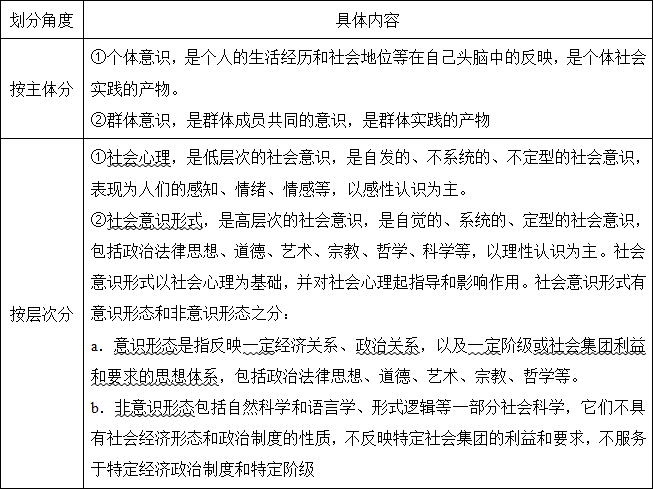 划分角度 具体内容
按主体分
①个体意识，是个人的生活经历和社会地位等在自己头脑中的反映，是个体社会
实践的产物。
②群体意识，是群体成员共同的意识，是群体实践的产物
按层次分
①社会心理，是低层次的社会意识，是自发的、不系统的、不定型的社会意识，
表现为人们的感知、情绪、情感等，以感性认识为主。
②社会意识形式，是高层次的社会意识，是自觉的、系统的、定型的社会意识，
包括政治法律思想、道德、艺术、宗教、哲学、科学等，以理性认识为主。社会
意识形式以社会心理为基础，并对社会心理起指导和影响作用。社会意识形式有
意识形态和非意识形态之分：
a．意识形态是指反映一定经济关系、政治关系，以及一定阶级或社会集团利益
和要求的思想体系，包括政治法律思想、道德、艺术、宗教、哲学等。
b．非意识形态包括自然科学和语言学、形式逻辑等一部分社会科学，它们不具
有社会经济形态和政治制度的性质，不反映特定社会集团的利益和要求，不服务
于特定经济政治制度和特定阶级